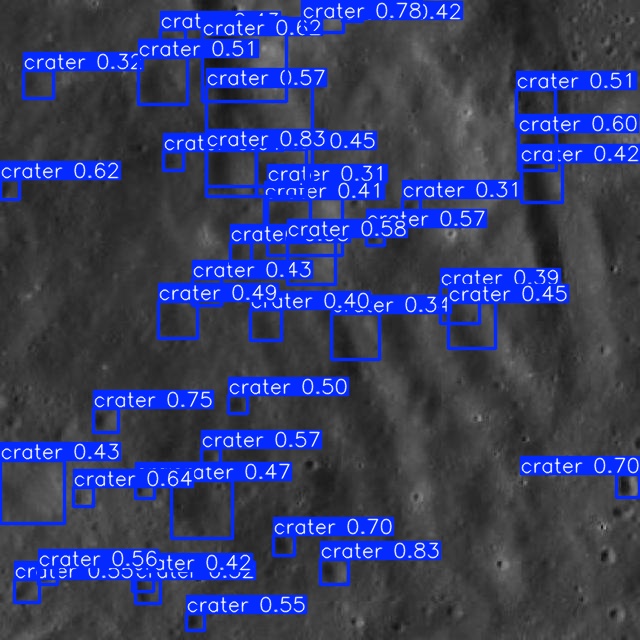 crater 0.78
0.42
crater 0.62
crater 0.51
crater 0.32
crater 0.57
crater 0.51
crater 0.60
crater 0.83
0.45
crater 0.42
crater 0.62
crater 0.31
crater 0.41
crater 0.31
crater 0.57
crater 0.58
crater 0.43
crater 0.39
crater 0.49
crater 0.45
crater 0.40
crater 0.34
crater 0.50
crater 0.75
crater 0.57
crater 0.43
crater 0.70
crater 0.47
crater 0.64
crater 0.70
crater 0.83
crater 0.56
crater 0.42
crater 0.55